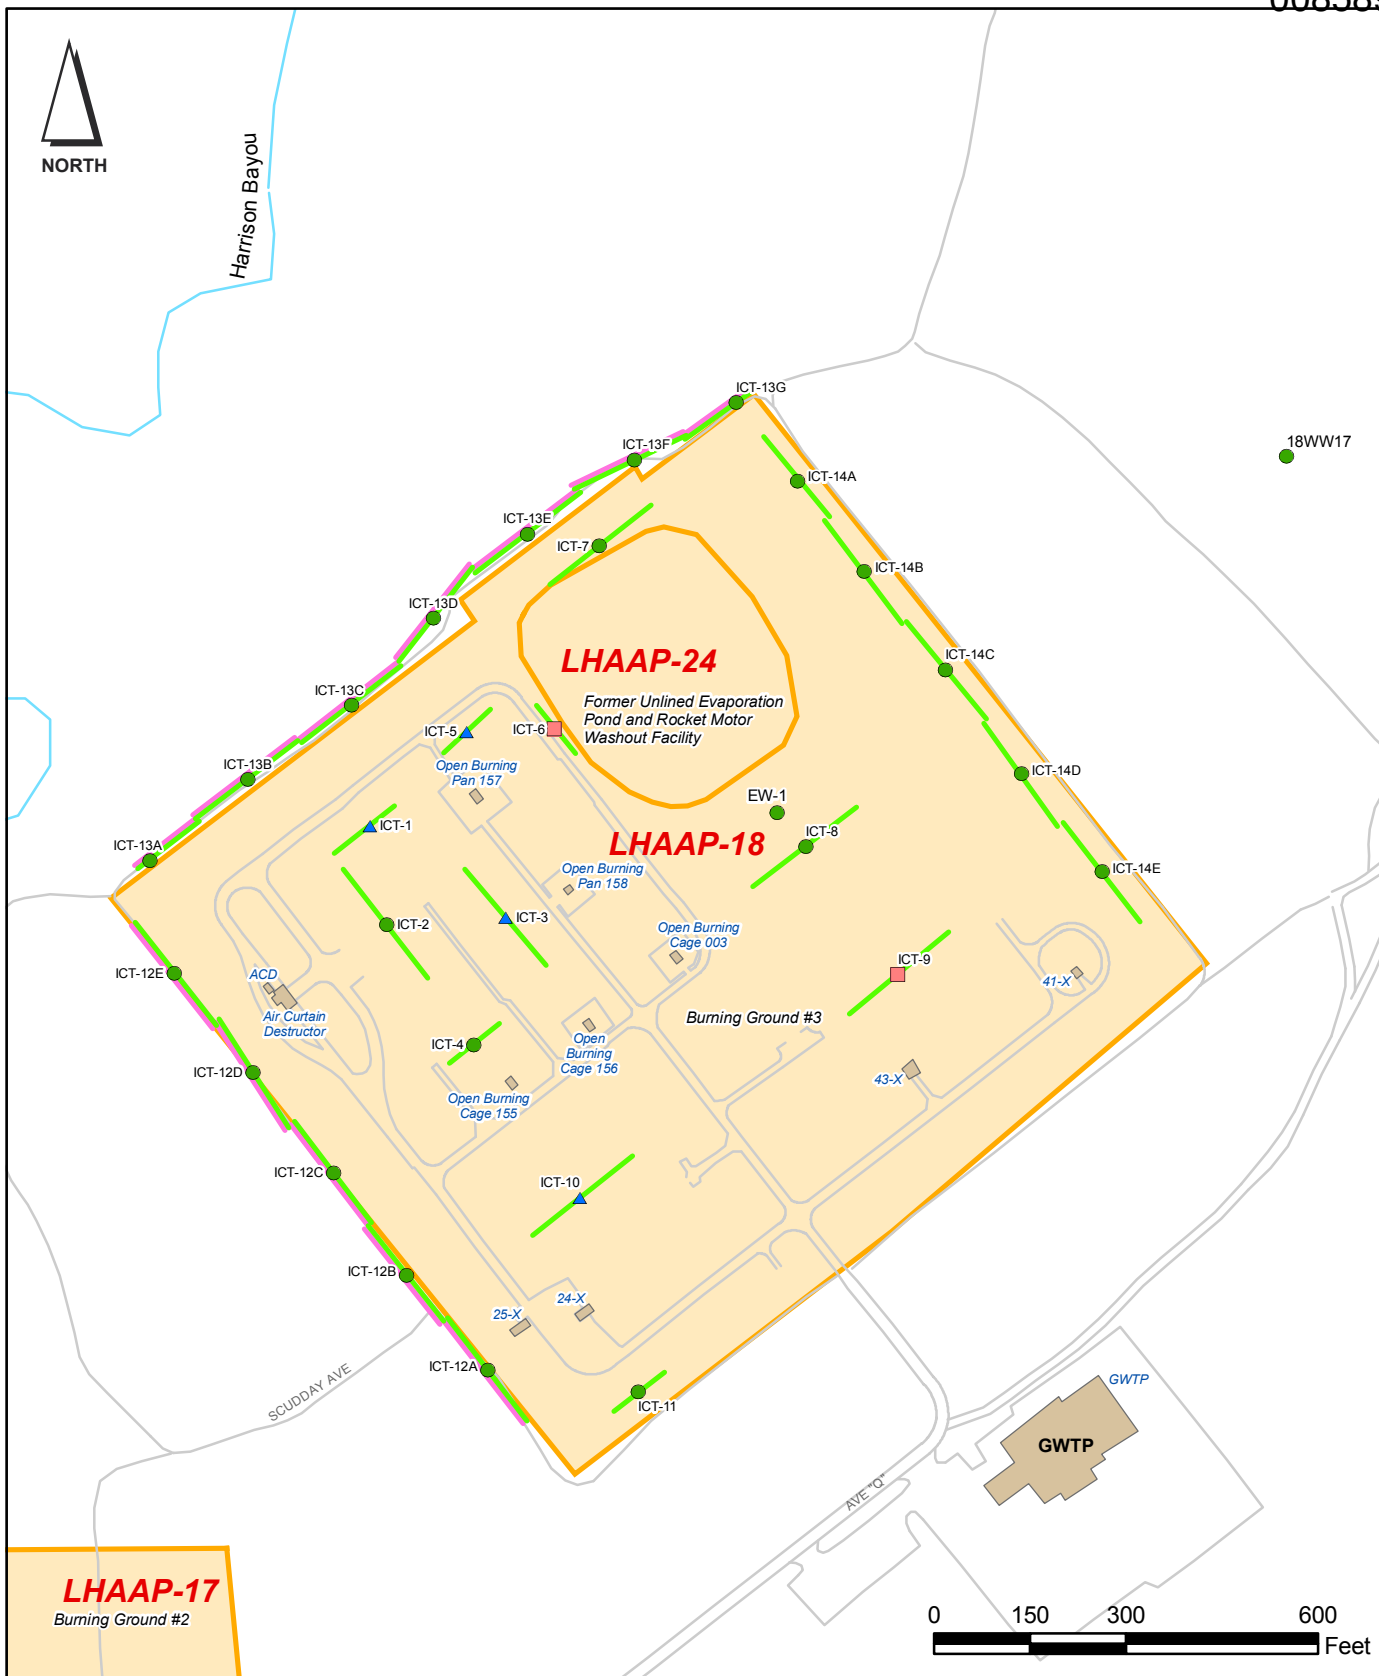 NORTH
Harrison Bayou
ICT-13G
ICT-13F
18WW17
ICT-14A
ICT-13E
ICT-7
ICT-14B
ICT-13D
ICT-14C
LHAAP-24
Former Unlined Evaporation
Pond and Rocket Motor
Washout Facility
ICT-13C
ICT-5
ICT-6
Open Burning
Pan 157
ICT-13B
ICT-14D
EW-1
ICT-1
ICT-8
LHAAP-18
ICT-13A
Open Burning
Pan 158
ICT-14E
ICT-3
ICT-2
Open Burning
Cage 003
ICT-9
ICT-12E
ACD
41-X
Air Curtain
Destructor
Burning Ground #3
ICT-4
Open
Burning
Cage 156
ICT-12D
43-X
Open Burning
Cage 155
ICT-12C
ICT-10
ICT-12B
24-X
25-X
ICT-12A
SCUDDAY AVE
GWTP
ICT-11
GWTP
AVE "Q"
LHAAP-17
Burning Ground #2
0 150 300 600
Feet